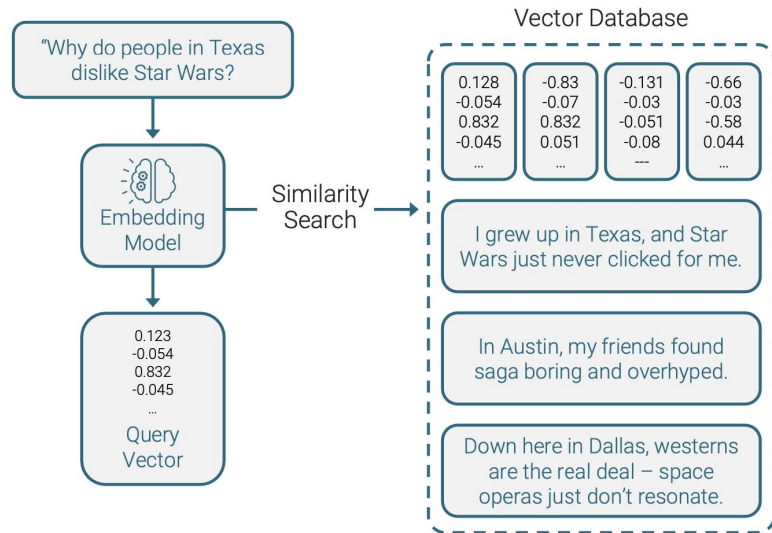 “Why do people in Texas
dislike Star Wars?
Embedding
Model
0.123
-0.054
0.832
-0.045
...
Query
Vector
Similarity
Search
Vector Database
0.128
-0.054
0.832
-0.045
...
-0.83
-0.07
0.832
0.051
...
-0.131
-0.03
-0.051
-0.08
---
-0.66
-0.03
-0.58
0.044
...
I grew up in Texas, and Star
Wars just never clicked for me.
In Austin, my friends found
saga boring and overhyped.
Down here in Dallas, westerns
are the real deal – space
operas just don’t resonate.